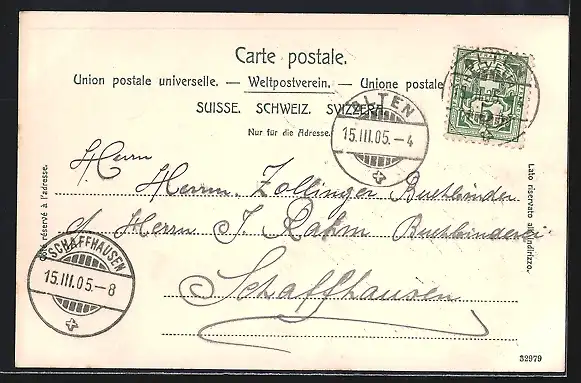 Carte postale.
Union postale universelle. — Weltpostverein. — Unione postale
SUISSE. SCHWEIZ. SVIZZERA.
Nur für die Adresse.
OLTEN
15.III.05.–4
Côté réservé à l'adresse.
Lato riservato all'indirizzo.
Herrn
Herrn. Zollinger Buchbinder
p/ Herrn J. Rahm Buchbinderei
Schaffhausen
SCHAFFHAUSEN
15.III.05.–8
32979